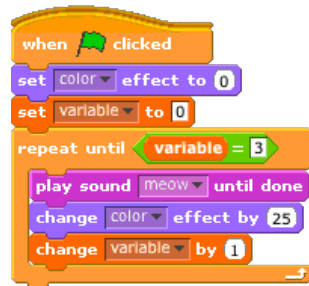 when clicked
set color effect to 0
set variable to 0
repeat until variable = 3
play sound meow until done
change color effect by 25
change variable by 1